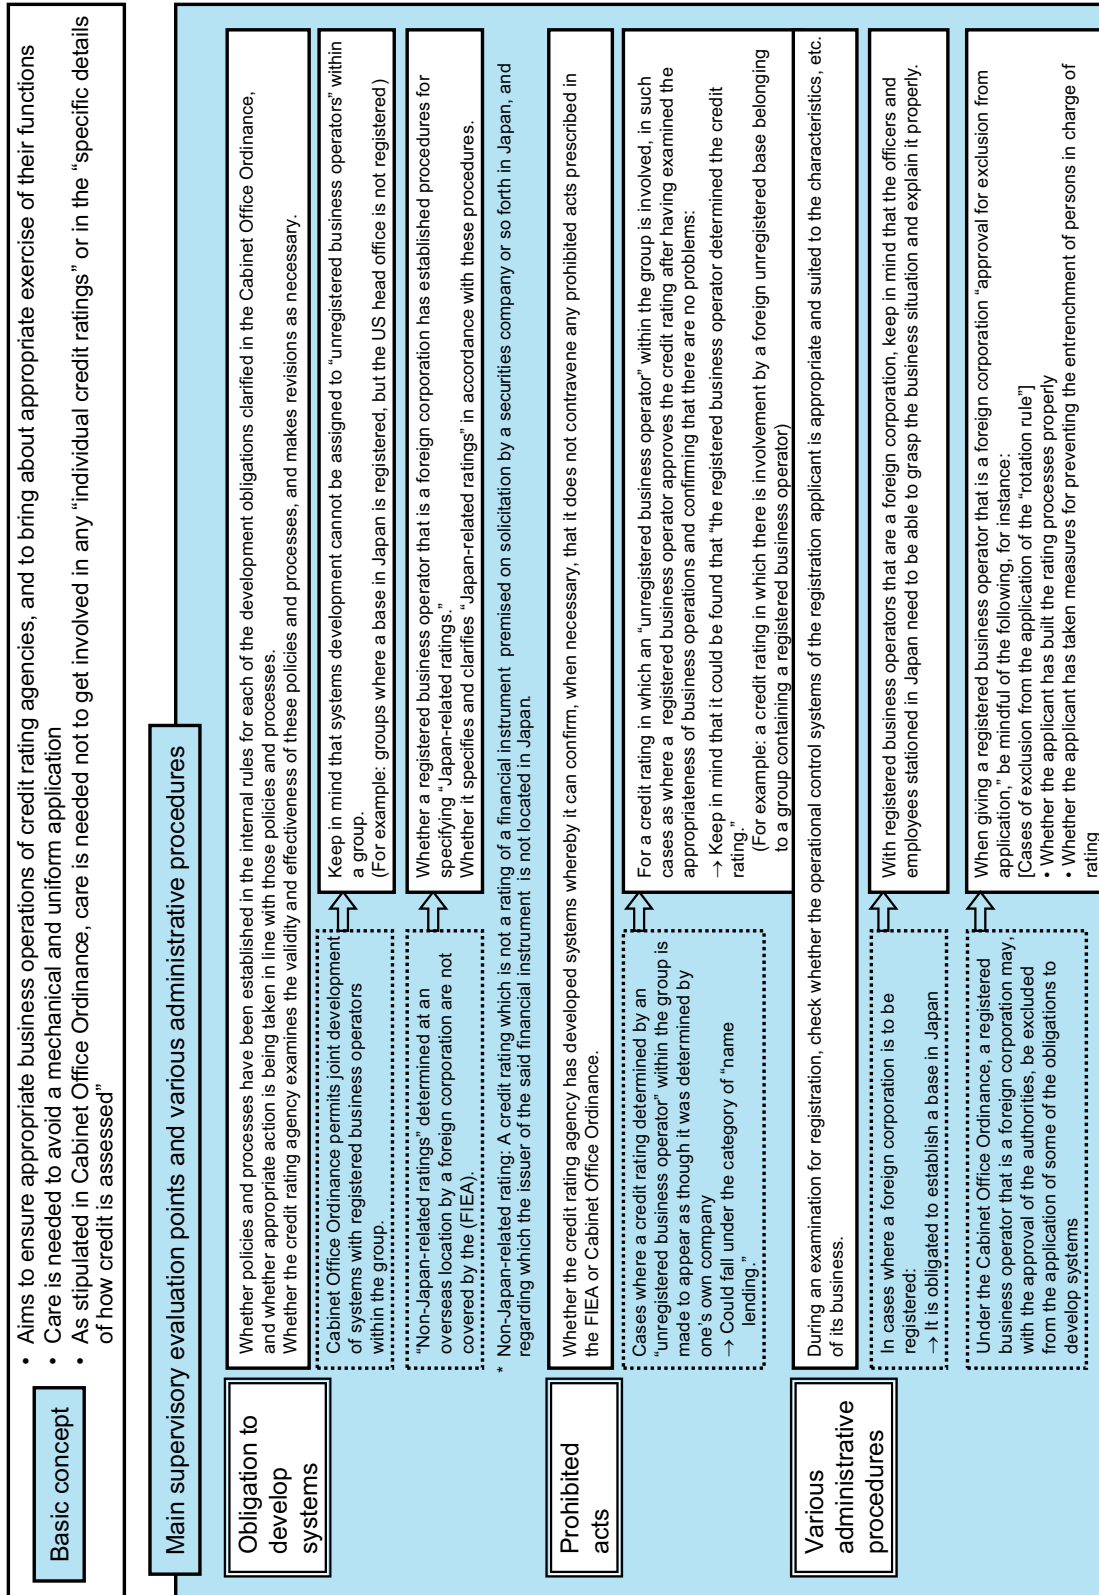 Basic concept
• Aims to ensure appropriate business operations of credit rating agencies, and to bring about appropriate exercise of their functions
• Care is needed to avoid a mechanical and uniform application
• As stipulated in Cabinet Office Ordinance, care is needed not to get involved in any “individual credit ratings” or in the “specific details
of how credit is assessed”
Main supervisory evaluation points and various administrative procedures
Obligation to
develop
systems
Whether policies and processes have been established in the internal rules for each of the development obligations clarified in the Cabinet Office Ordinance,
and whether appropriate action is being taken in line with those policies and processes.
Whether the credit rating agency examines the validity and effectiveness of these policies and processes, and makes revisions as necessary.
Cabinet Office Ordinance permits joint development
of systems with registered business operators
within the group.
Keep in mind that systems development cannot be assigned to “unregistered business operators” within
a group.
(For example: groups where a base in Japan is registered, but the US head office is not registered)
“Non-Japan-related ratings” determined at an
overseas location by a foreign corporation are not
covered by the (FIEA).
Whether a registered business operator that is a foreign corporation has established procedures for
specifying “Japan-related ratings.”
Whether it specifies and clarifies “Japan-related ratings” in accordance with these procedures.
* Non-Japan-related rating: A credit rating which is not a rating of a financial instrument premised on solicitation by a securities company or so forth in Japan, and
regarding which the issuer of the said financial instrument is not located in Japan.
Prohibited
acts
Whether the credit rating agency has developed systems whereby it can confirm, when necessary, that it does not contravene any prohibited acts prescribed in
the FIEA or Cabinet Office Ordinance.
Cases where a credit rating determined by an
“unregistered business operator” within the group is
made to appear as though it was determined by
one’s own company
→ Could fall under the category of “name
lending.”
For a credit rating in which an “unregistered business operator” within the group is involved, in such
cases as where a registered business operator approves the credit rating after having examined the
appropriateness of business operations and confirming that there are no problems:
→ Keep in mind that it could be found that “the registered business operator determined the credit
rating.”
(For example: a credit rating in which there is involvement by a foreign unregistered base belonging
to a group containing a registered business operator)
Various
administrative
procedures
During an examination for registration, check whether the operational control systems of the registration applicant is appropriate and suited to the characteristics, etc.
of its business.
In cases where a foreign corporation is to be
registered:
→ It is obligated to establish a base in Japan
With registered business operators that are a foreign corporation, keep in mind that the officers and
employees stationed in Japan need to be able to grasp the business situation and explain it properly.
Under the Cabinet Office Ordinance, a registered
business operator that is a foreign corporation may,
with the approval of the authorities, be excluded
from the application of some of the obligations to
develop systems
When giving a registered business operator that is a foreign corporation “approval for exclusion from
application,” be mindful of the following, for instance:
[Cases of exclusion from the application of the “rotation rule”]
• Whether the applicant has built the rating processes properly
• Whether the applicant has taken measures for preventing the entrenchment of persons in charge of
rating